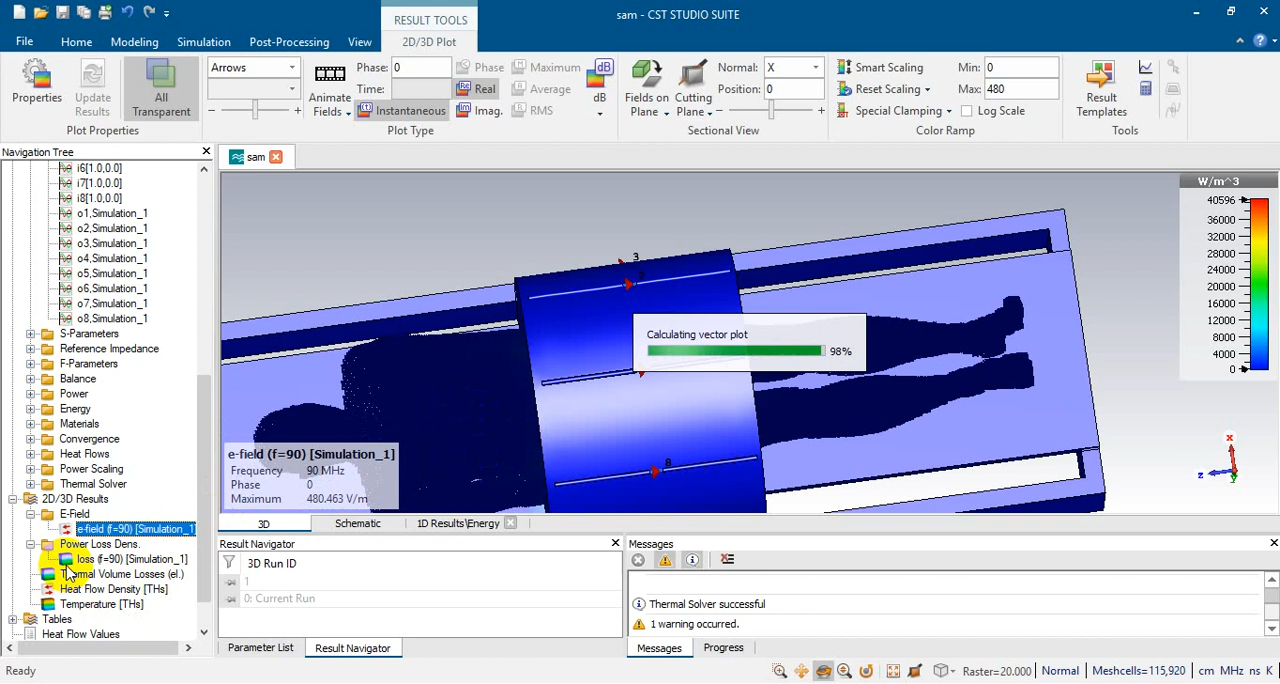 sam - CST STUDIO SUITE
RESULT TOOLS
File
Home
Modeling
Simulation
Post-Processing
View
2D/3D Plot
Properties
Update Results
All Transparent
Plot Properties
Arrows
Animate Fields
Phase: 0
Time:
Phase
Maximum
Real
Average
Instantaneous
Imag.
RMS
dB
dB
Plot Type
Fields on Plane
Cutting Plane
Normal: X
Position: 0
Sectional View
Smart Scaling
Reset Scaling
Special Clamping
Min: 0
Max: 480
Log Scale
Color Ramp
Result Templates
Tools
Navigation Tree
sam
i6[1.0,0.0]
i7[1.0,0.0]
i8[1.0,0.0]
o1,Simulation_1
o2,Simulation_1
o3,Simulation_1
o4,Simulation_1
o5,Simulation_1
o6,Simulation_1
o7,Simulation_1
o8,Simulation_1
S-Parameters
Reference Impedance
F-Parameters
Balance
Power
Energy
Materials
Convergence
Heat Flows
Power Scaling
Thermal Solver
2D/3D Results
E-Field
e-field (f=90) [Simulation_1]
Power Loss Dens.
loss (f=90) [Simulation_1]
Thermal Volume Losses (el.)
Heat Flow Density [THs]
Temperature [THs]
Tables
Heat Flow Values
3
8
Calculating vector plot
98%
W/m^3
40596
36000
32000
28000
24000
20000
16000
12000
8000
4000
0
x
z
y
e-field (f=90) [Simulation_1]
Frequency 90 MHz
Phase 0
Maximum 480.463 V/m
3D
Schematic
1D Results\Energy
Result Navigator
3D Run ID
1
0: Current Run
Parameter List
Result Navigator
Messages
Thermal Solver successful
1 warning occurred.
Messages
Progress
Ready
Raster=20.000
Normal
Meshcells=115,920
cm MHz ns K